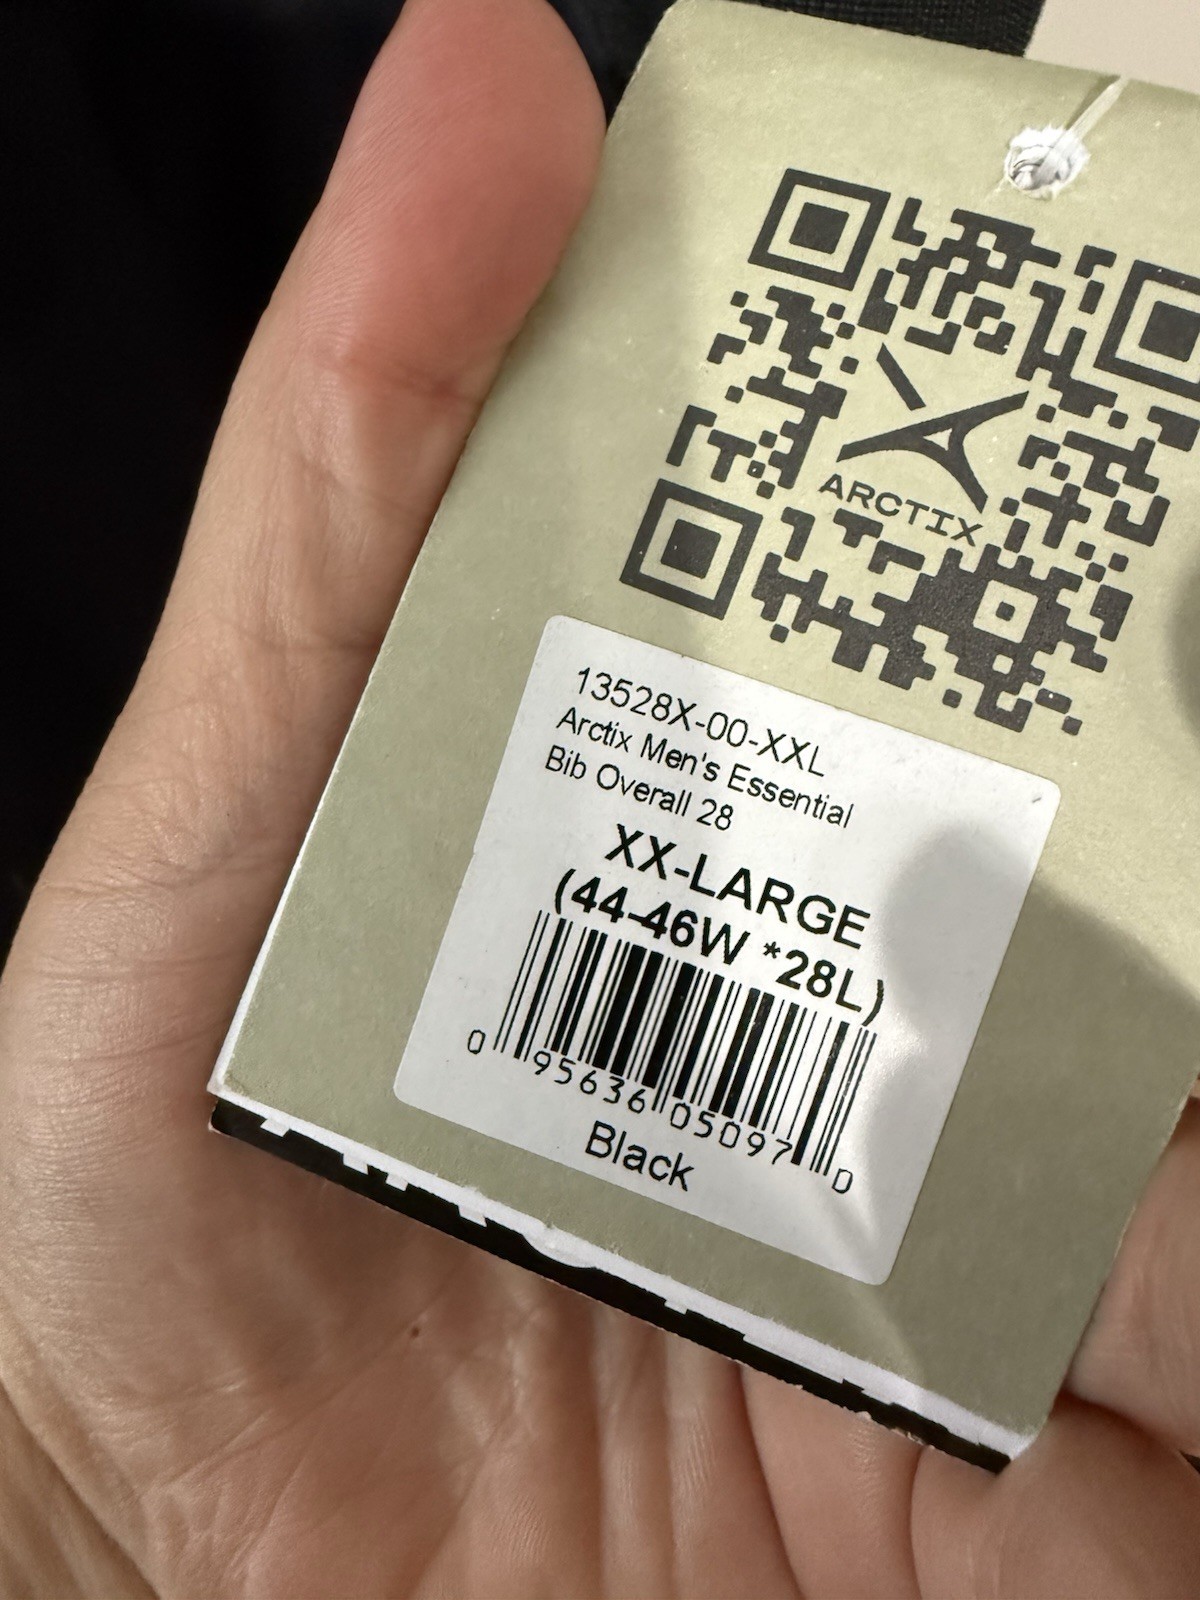 ARCTIX
13528X-00-XXL
Arctix Men's Essential
Bib Overall 28
XX-LARGE
(44-46W *28L)
0 95636 05097 0
Black